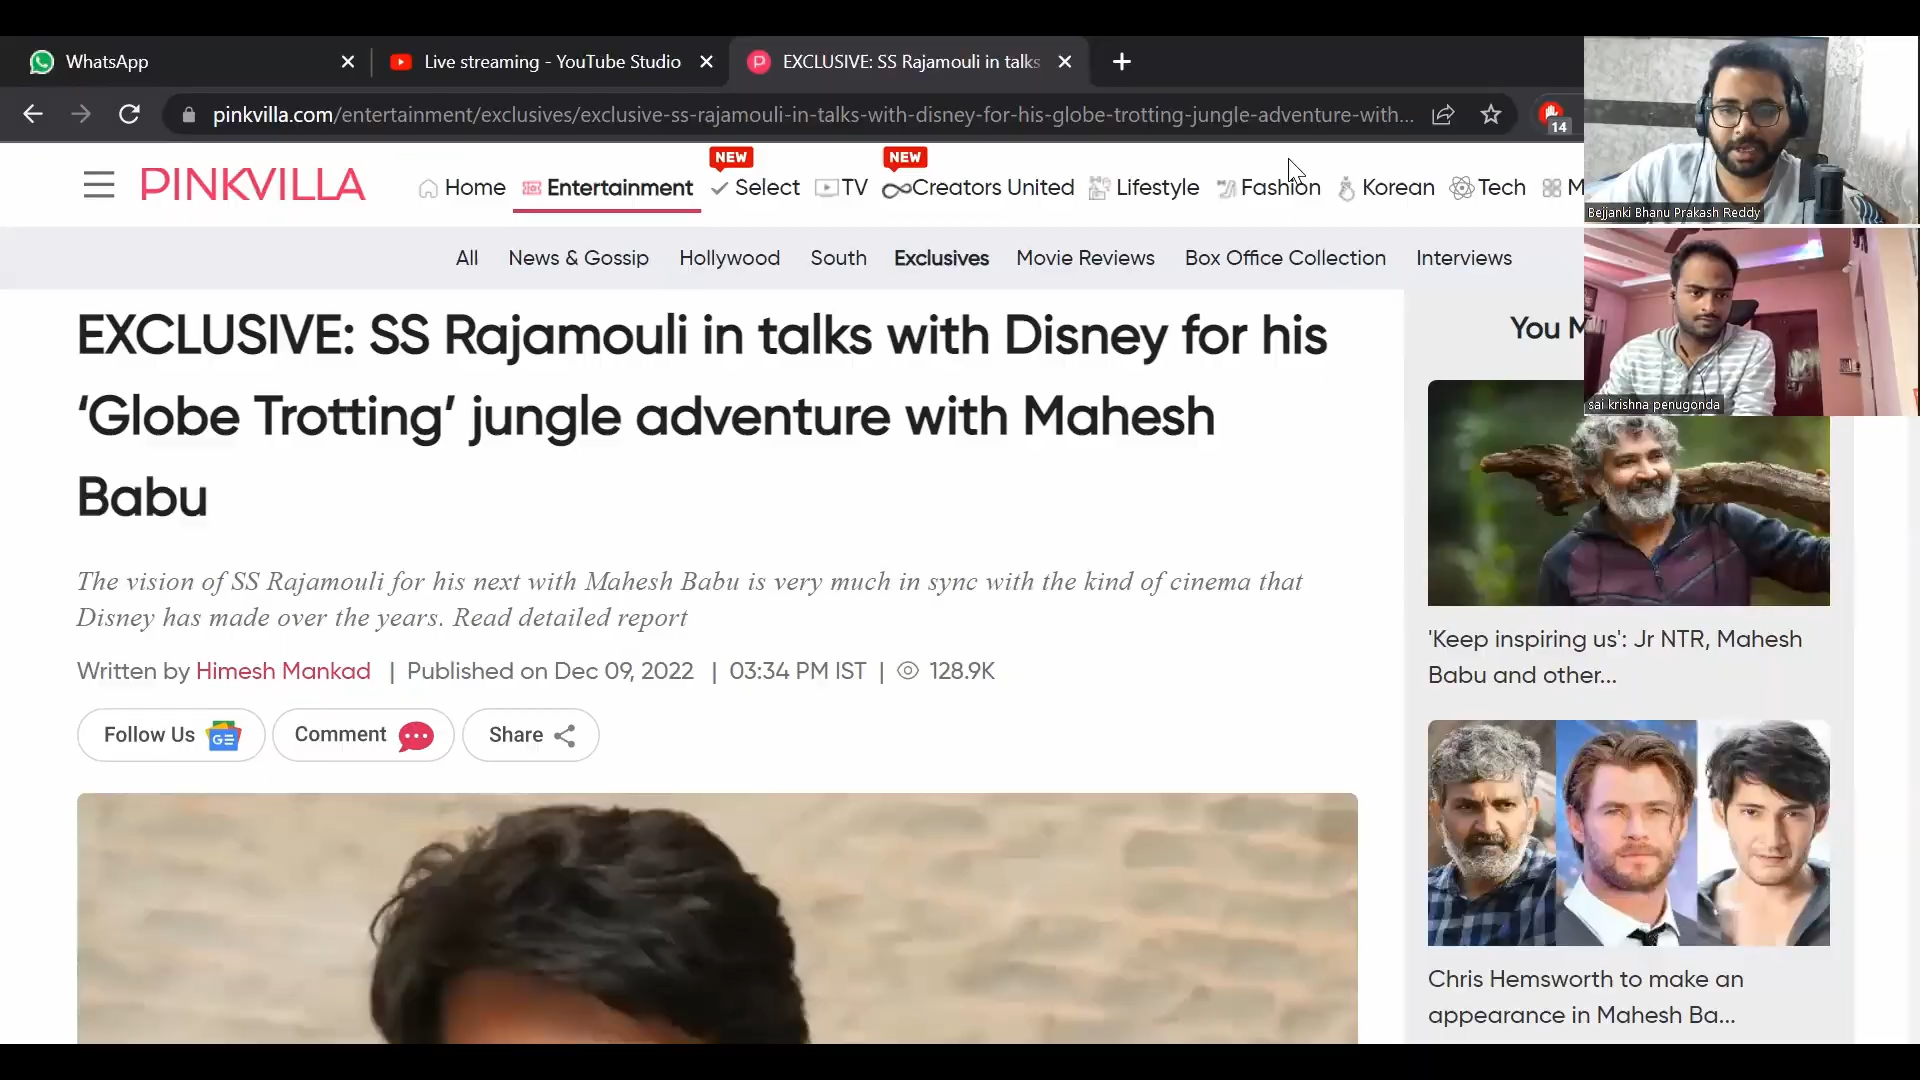 WhatsApp
Live streaming - YouTube Studio
EXCLUSIVE: SS Rajamouli in talks
pinkvilla.com/entertainment/exclusives/exclusive-ss-rajamouli-in-talks-with-disney-for-his-globe-trotting-jungle-adventure-with...
14
NEW NEW
PINKVILLA Home Entertainment Select TV Creators United Lifestyle Fashion Korean Tech M
Bejjanki Bhanu Prakash Reddy
All News & Gossip Hollywood South Exclusives Movie Reviews Box Office Collection Interviews
EXCLUSIVE: SS Rajamouli in talks with Disney for his
‘Globe Trotting’ jungle adventure with Mahesh
Babu
The vision of SS Rajamouli for his next with Mahesh Babu is very much in sync with the kind of cinema that
Disney has made over the years. Read detailed report
Written by Himesh Mankad | Published on Dec 09, 2022 | 03:34 PM IST | 128.9K
Follow Us GE Comment Share
You M
sai krishna penugonda
'Keep inspiring us': Jr NTR, Mahesh
Babu and other...
Chris Hemsworth to make an
appearance in Mahesh Ba...